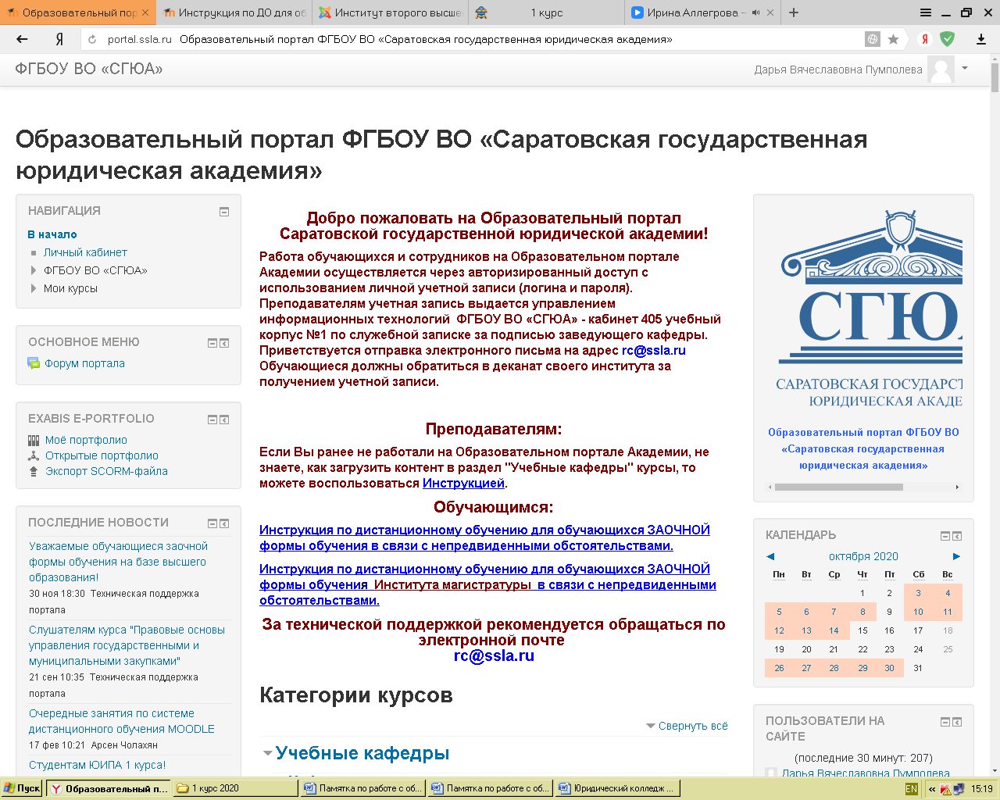 Образовательный пор
Инструкция по ДО для об
Институт второго высше
1 курс
Ирина Аллегрова –
portal.ssla.ru Образовательный портал ФГБОУ ВО «Саратовская государственная юридическая академия»
ФГБОУ ВО «СГЮА»
Дарья Вячеславовна Пумполева
Образовательный портал ФГБОУ ВО «Саратовская государственная
юридическая академия»
НАВИГАЦИЯ
В начало
Личный кабинет
ФГБОУ ВО «СГЮА»
Мои курсы
ОСНОВНОЕ МЕНЮ
Форум портала
EXABIS E-PORTFOLIO
Моё портфолио
Открытые портфолио
Экспорт SCORM-файла
ПОСЛЕДНИЕ НОВОСТИ
Уважаемые обучающиеся заочной
формы обучения на базе высшего
образования!
30 ноя 18:30 Техническая поддержка
портала
Слушателям курса "Правовые основы
управления государственными и
муниципальными закупками"
21 сен 10:35 Техническая поддержка
портала
Очередные занятия по системе
дистанционного обучения MOODLE
17 фев 10:21 Арсен Чолахян
Студентам ЮИПА 1 курса!
Добро пожаловать на Образовательный портал
Саратовской государственной юридической академии!
Работа обучающихся и сотрудников на Образовательном портале
Академии осуществляется через авторизированный доступ с
использованием личной учетной записи (логина и пароля).
Преподавателям учетная запись выдается управлением
информационных технологий ФГБОУ ВО «СГЮА» - кабинет 405 учебный
корпус №1 по служебной записке за подписью заведующего кафедры.
Приветствуется отправка электронного письма на адрес rc@ssla.ru
Обучающиеся должны обратиться в деканат своего института за
получением учетной записи.
Преподавателям:
Если Вы ранее не работали на Образовательном портале Академии, не
знаете, как загрузить контент в раздел "Учебные кафедры" курсы, то
можете воспользоваться Инструкцией.
Обучающимся:
Инструкция по дистанционному обучению для обучающихся ЗАОЧНОЙ
формы обучения в связи с непредвиденными обстоятельствами.
Инструкция по дистанционному обучению для обучающихся ЗАОЧНОЙ
формы обучения Института магистратуры в связи с непредвиденными
обстоятельствами.
За технической поддержкой рекомендуется обращаться по
электронной почте
rc@ssla.ru
Категории курсов
Свернуть всё
Учебные кафедры
СГЮА
САРАТОВСКАЯ ГОСУДАРСТ
ЮРИДИЧЕСКАЯ АКАДЕ
Образовательный портал ФГБОУ ВО
«Саратовская государственная
юридическая академия»
КАЛЕНДАРЬ
октября 2020
Пн Вт Ср Чт Пт Сб Вс
1 2 3 4
5 6 7 8 9 10 11
12 13 14 15 16 17 18
19 20 21 22 23 24 25
26 27 28 29 30 31
ПОЛЬЗОВАТЕЛИ НА
САЙТЕ
(последние 30 минут: 207)
Дарья Вячеславовна Пумполева
Пуск
Образовательный п...
1 курс 2020
Памятка по работе с об...
Памятка по работе с об...
Юридический колледж ...
EN
15:19